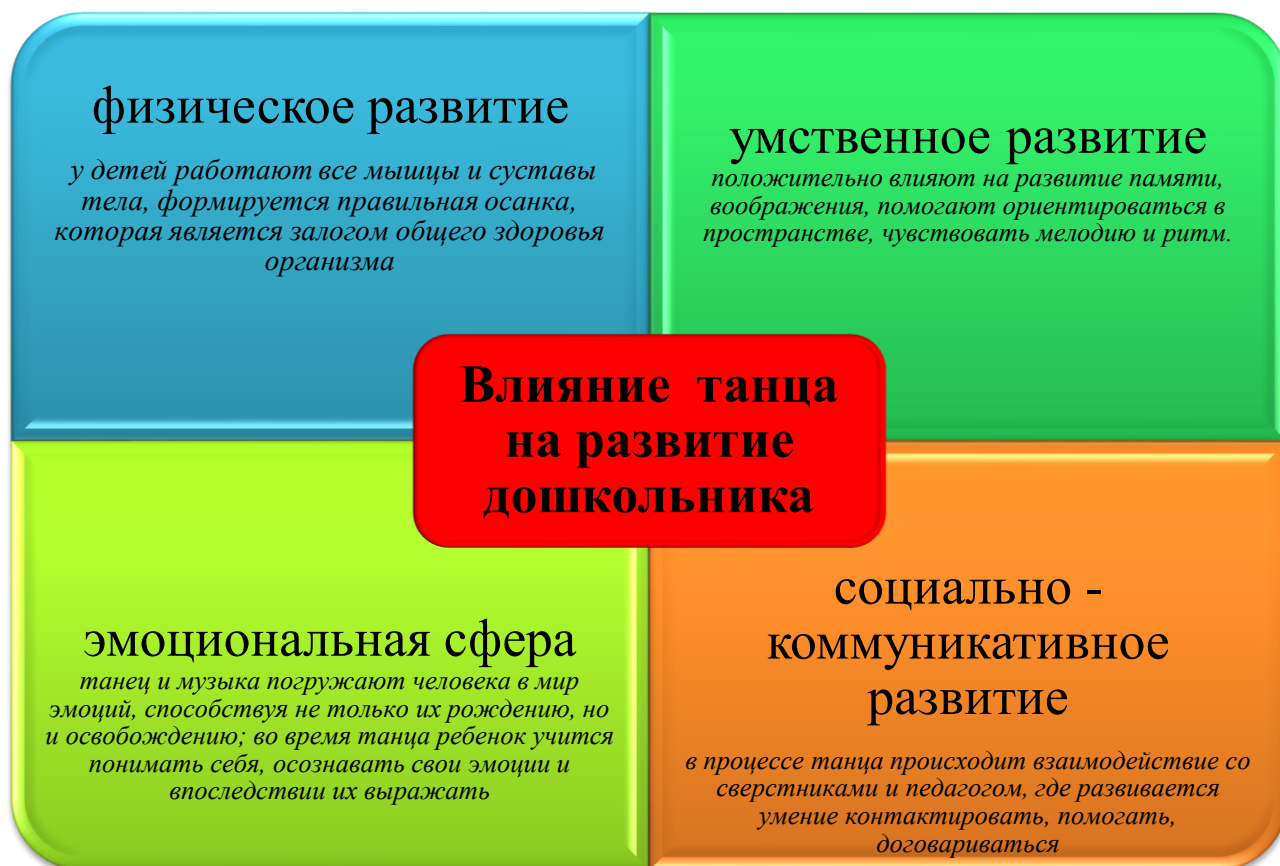 физическое развитие
у детей работают все мышцы и суставы
тела, формируется правильная осанка,
которая является залогом общего здоровья
организма
умственное развитие
положительно влияют на развитие памяти,
воображения, помогают ориентироваться в
пространстве, чувствовать мелодию и ритм.
Влияние танца
на развитие
дошкольника
эмоциональная сфера
танец и музыка погружают человека в мир
эмоций, способствуя не только их рождению, но
и освобождению; во время танца ребенок учится
понимать себя, осознавать свои эмоции и
впоследствии их выражать
социально -
коммуникативное
развитие
в процессе танца происходит взаимодействие со
сверстниками и педагогом, где развивается
умение контактировать, помогать,
договариваться